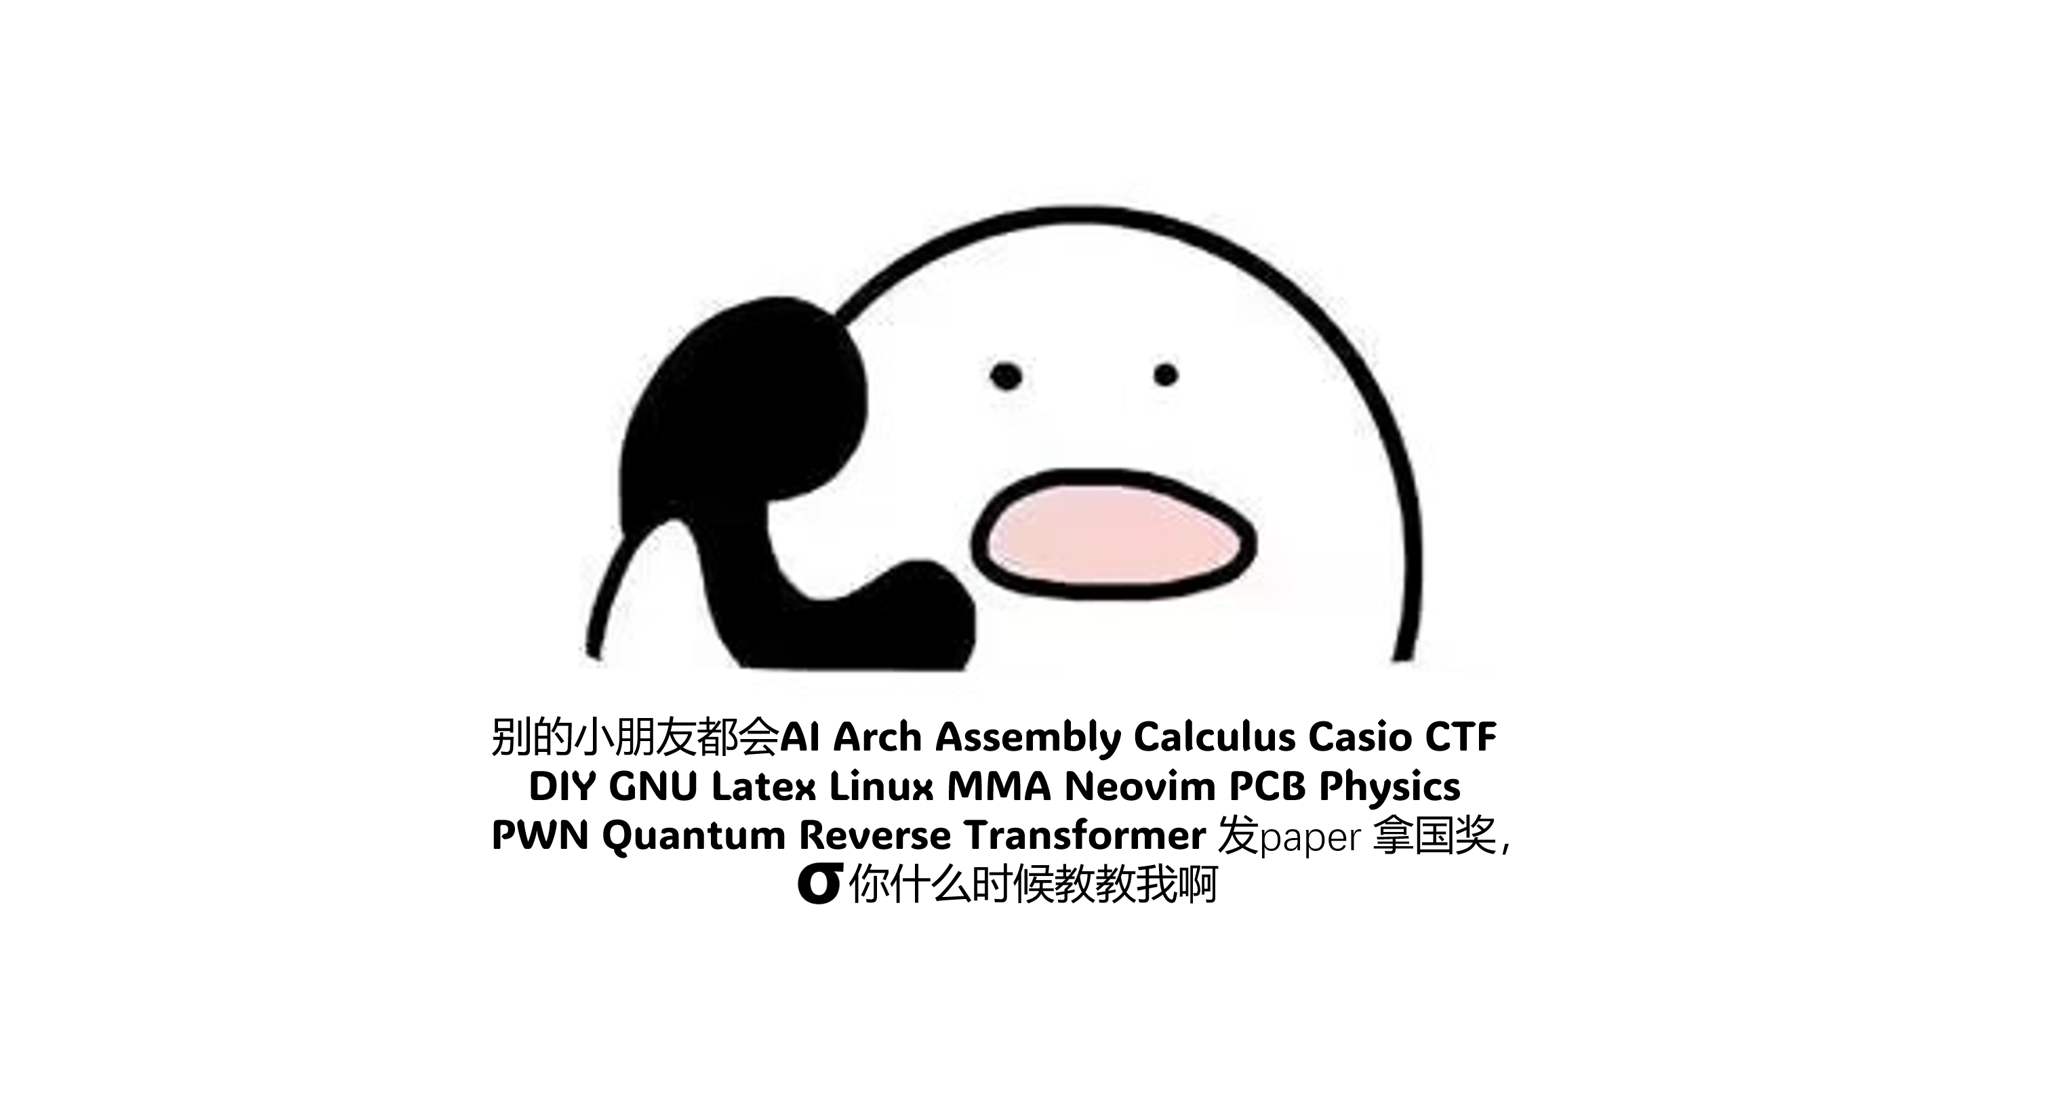 别的小朋友都会AI Arch Assembly Calculus Casio CTF
DIY GNU Latex Linux MMA Neovim PCB Physics
PWN Quantum Reverse Transformer 发paper 拿国奖，
σ你什么时候教教我啊